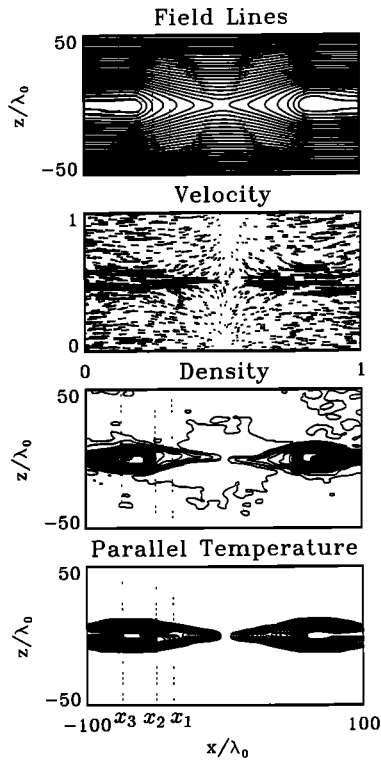 Field Lines
50
z/λ₀
-50
Velocity
1
0
0 1
Density
50
z/λ₀
-50
Parallel Temperature
50
z/λ₀
-50
-100 x₃ x₂ x₁ 100
x/λ₀